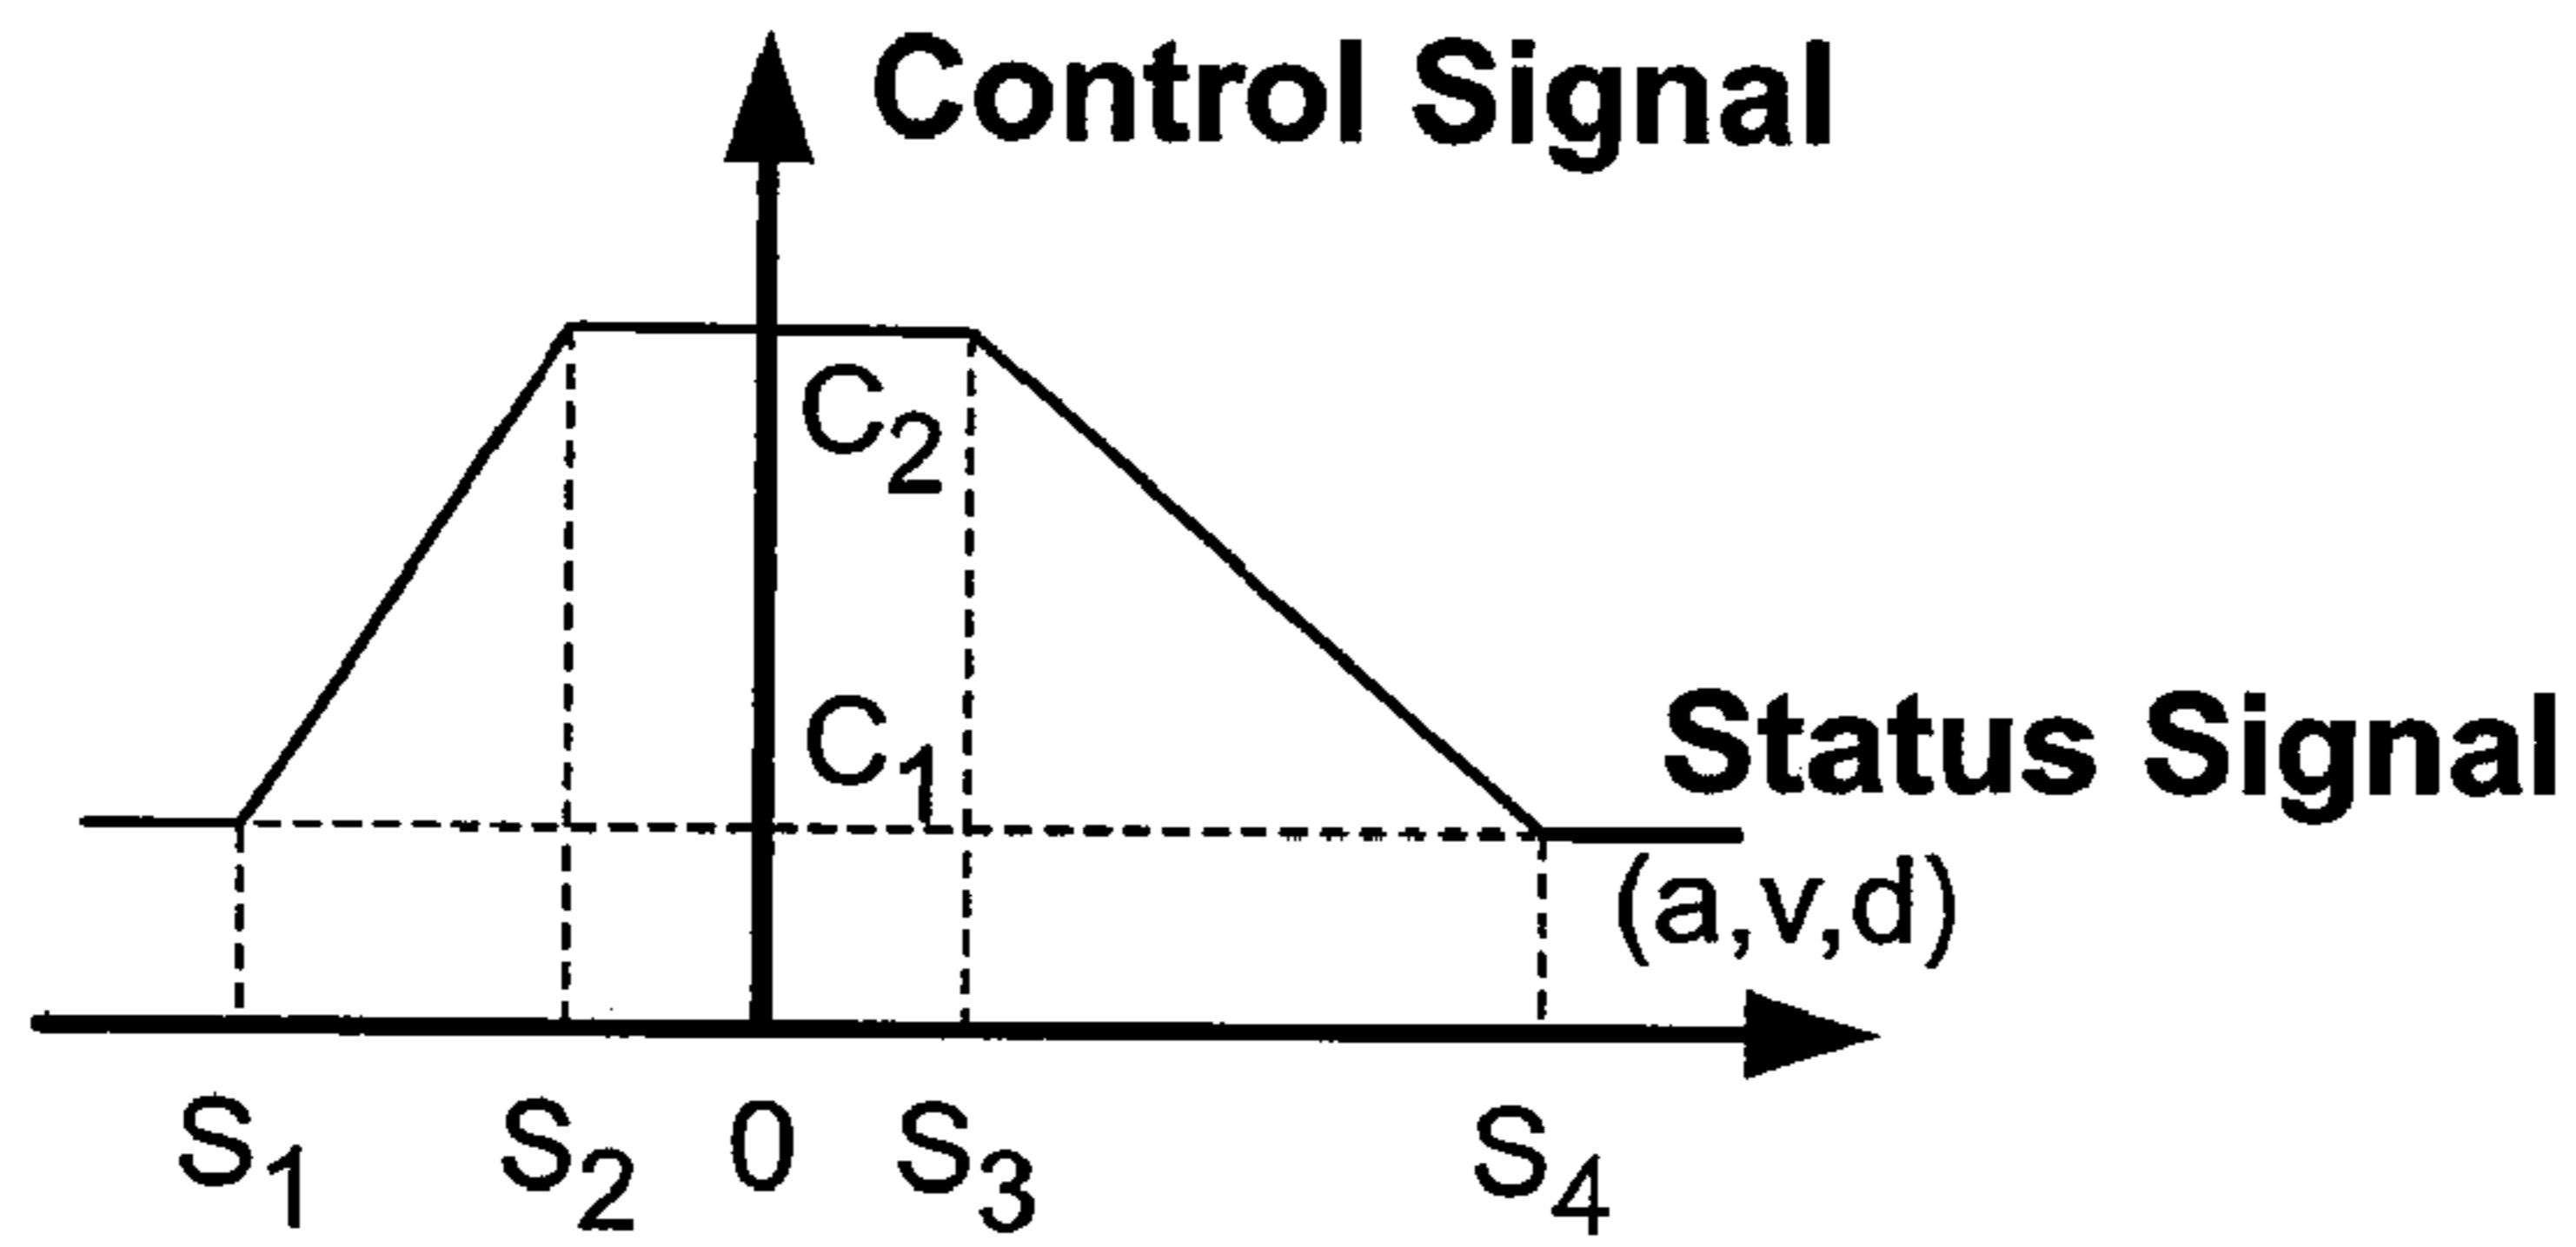 Control Signal
C2
C1
Status Signal
(a,v,d)
S1 S2 0 S3 S4